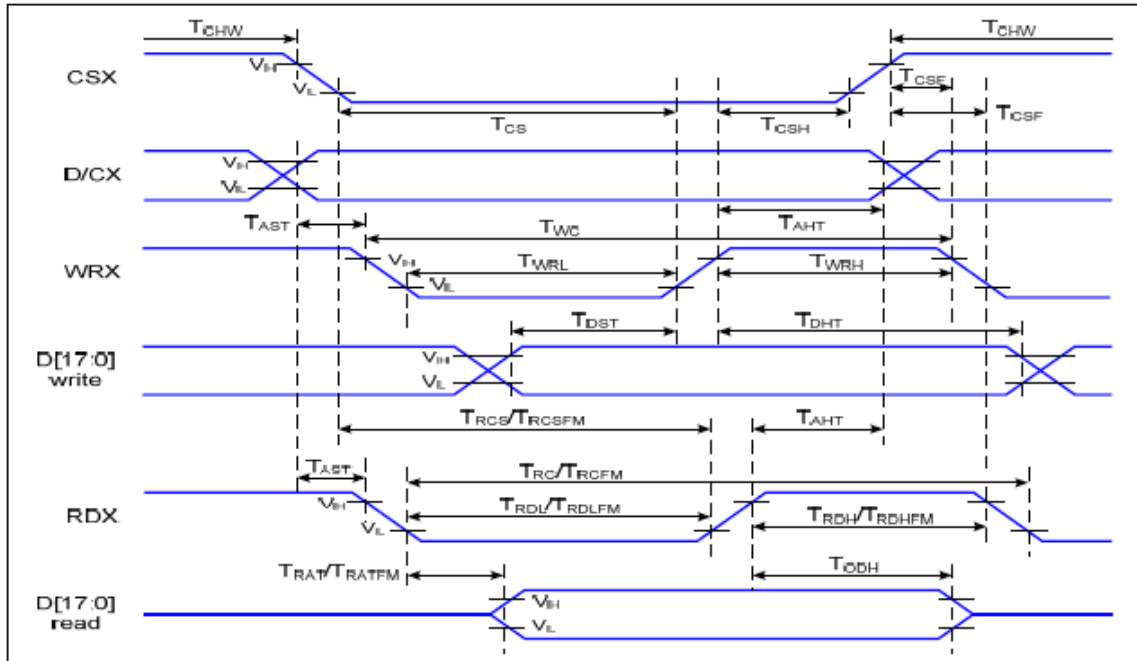 TCHW TCHW
VIH
CSX TCSF
VIL
TCS TCSH TCSF
VIH
D/CX
VIL
TAST TWC TAHT
VIH TWRL TWRH
WRX
VIL
TDST TDHT
D[17:0] VIH
write VIL
TRCS/TRCSFM TAHT
TAST TRC/TRCFM
VIH TRDL/TRDLFM
RDX TRDH/TRDHFM
VIL
TRAT/TRATFM TODH
D[17:0] VIH
read VIL